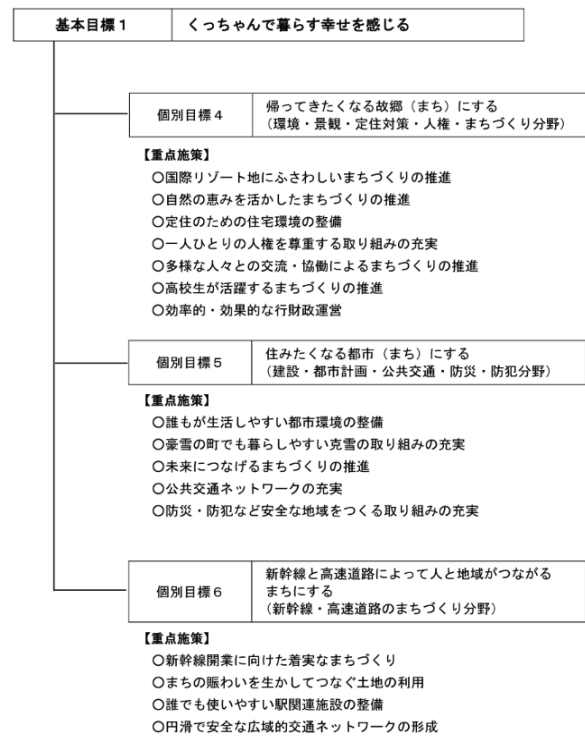 基本目標１　くっちゃんで暮らす幸せを感じる
個別目標４
帰ってきたくなる故郷（まち）にする
（環境・景観・定住対策・人権・まちづくり分野）
【重点施策】
○国際リゾート地にふさわしいまちづくりの推進
○自然の恵みを活かしたまちづくりの推進
○定住のための住宅環境の整備
○一人ひとりの人権を尊重する取り組みの充実
○多様な人々との交流・協働によるまちづくりの推進
○高校生が活躍するまちづくりの推進
○効率的・効果的な行財政運営
個別目標５
住みたくなる都市（まち）にする
（建設・都市計画・公共交通・防災・防犯分野）
【重点施策】
○誰もが生活しやすい都市環境の整備
○豪雪の町でも暮らしやすい克雪の取り組みの充実
○未来につなげるまちづくりの推進
○公共交通ネットワークの充実
○防災・防犯など安全な地域をつくる取り組みの充実
個別目標６
新幹線と高速道路によって人と地域がつながる
まちにする
（新幹線・高速道路のまちづくり分野）
【重点施策】
○新幹線開業に向けた着実なまちづくり
○まちの賑わいを生かしてつなぐ土地の利用
○誰でも使いやすい駅関連施設の整備
○円滑で安全な広域的交通ネットワークの形成